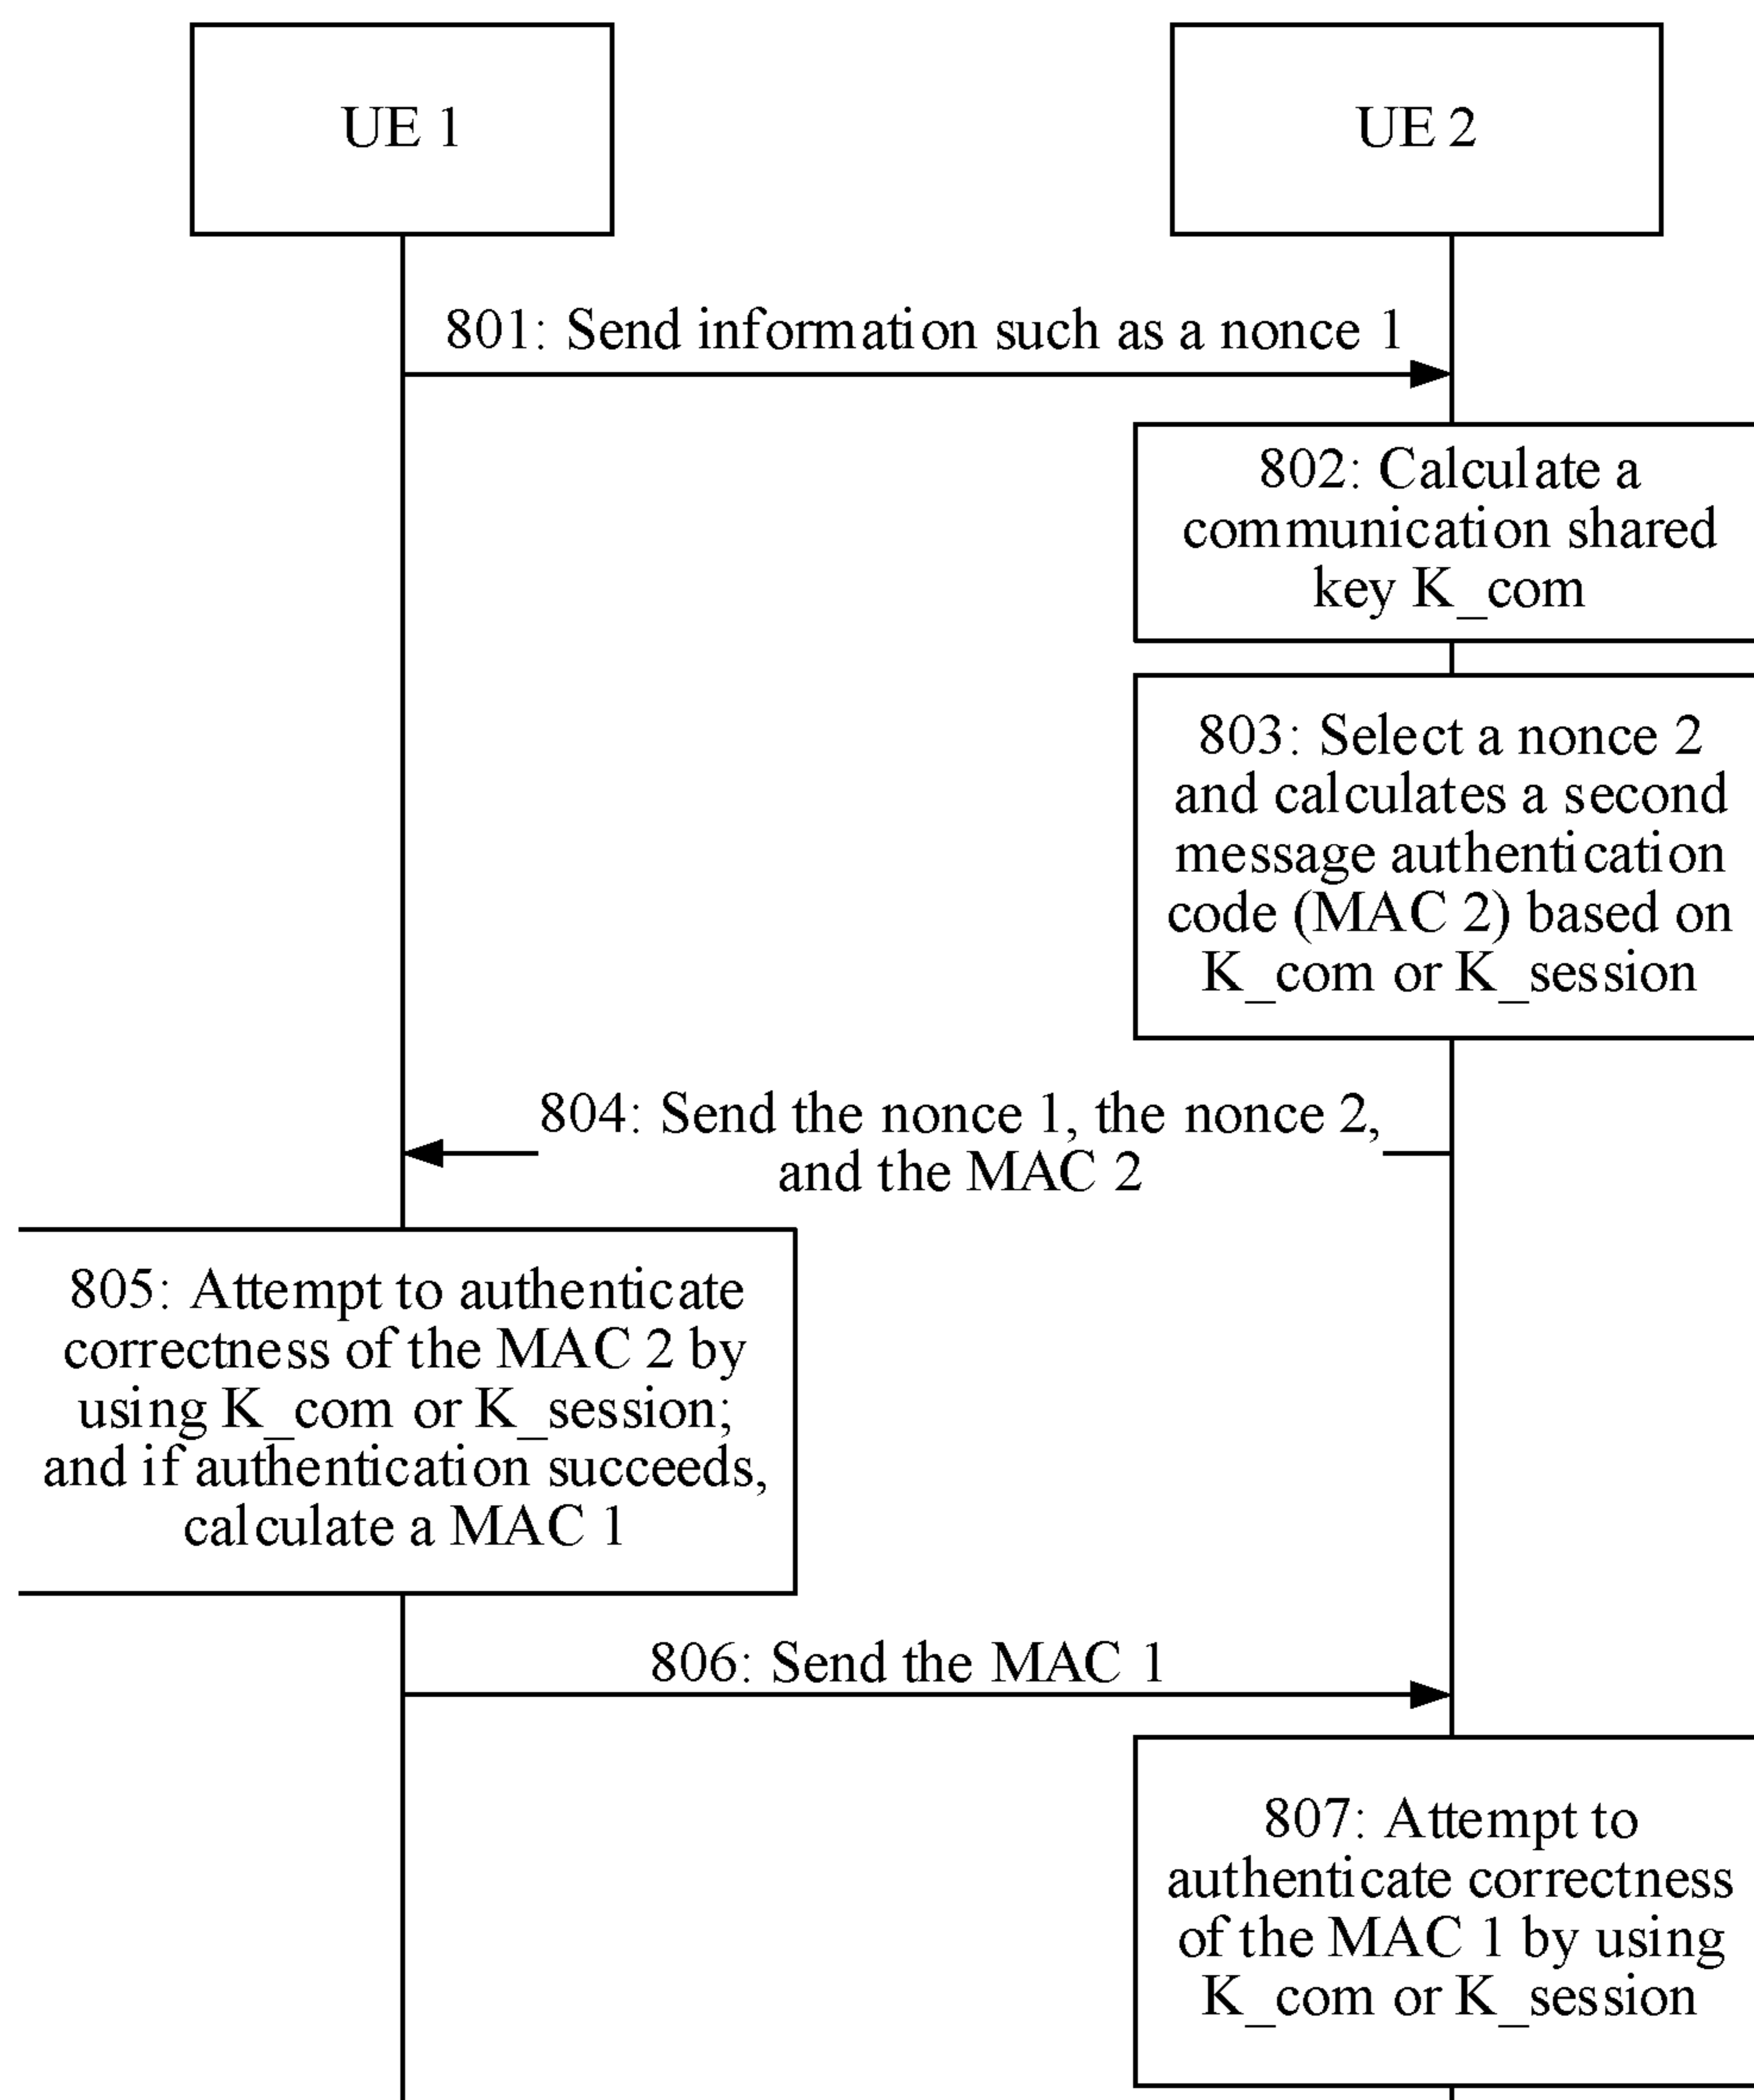 UE 1
UE 2
801: Send information such as a nonce 1
802: Calculate a
communication shared
key K_com
803: Select a nonce 2
and calculates a second
message authentication
code (MAC 2) based on
K_com or K_session
804: Send the nonce 1, the nonce 2,
and the MAC 2
805: Attempt to authenticate
correctness of the MAC 2 by
using K_com or K_session;
and if authentication succeeds,
calculate a MAC 1
806: Send the MAC 1
807: Attempt to
authenticate correctness
of the MAC 1 by using
K_com or K_session